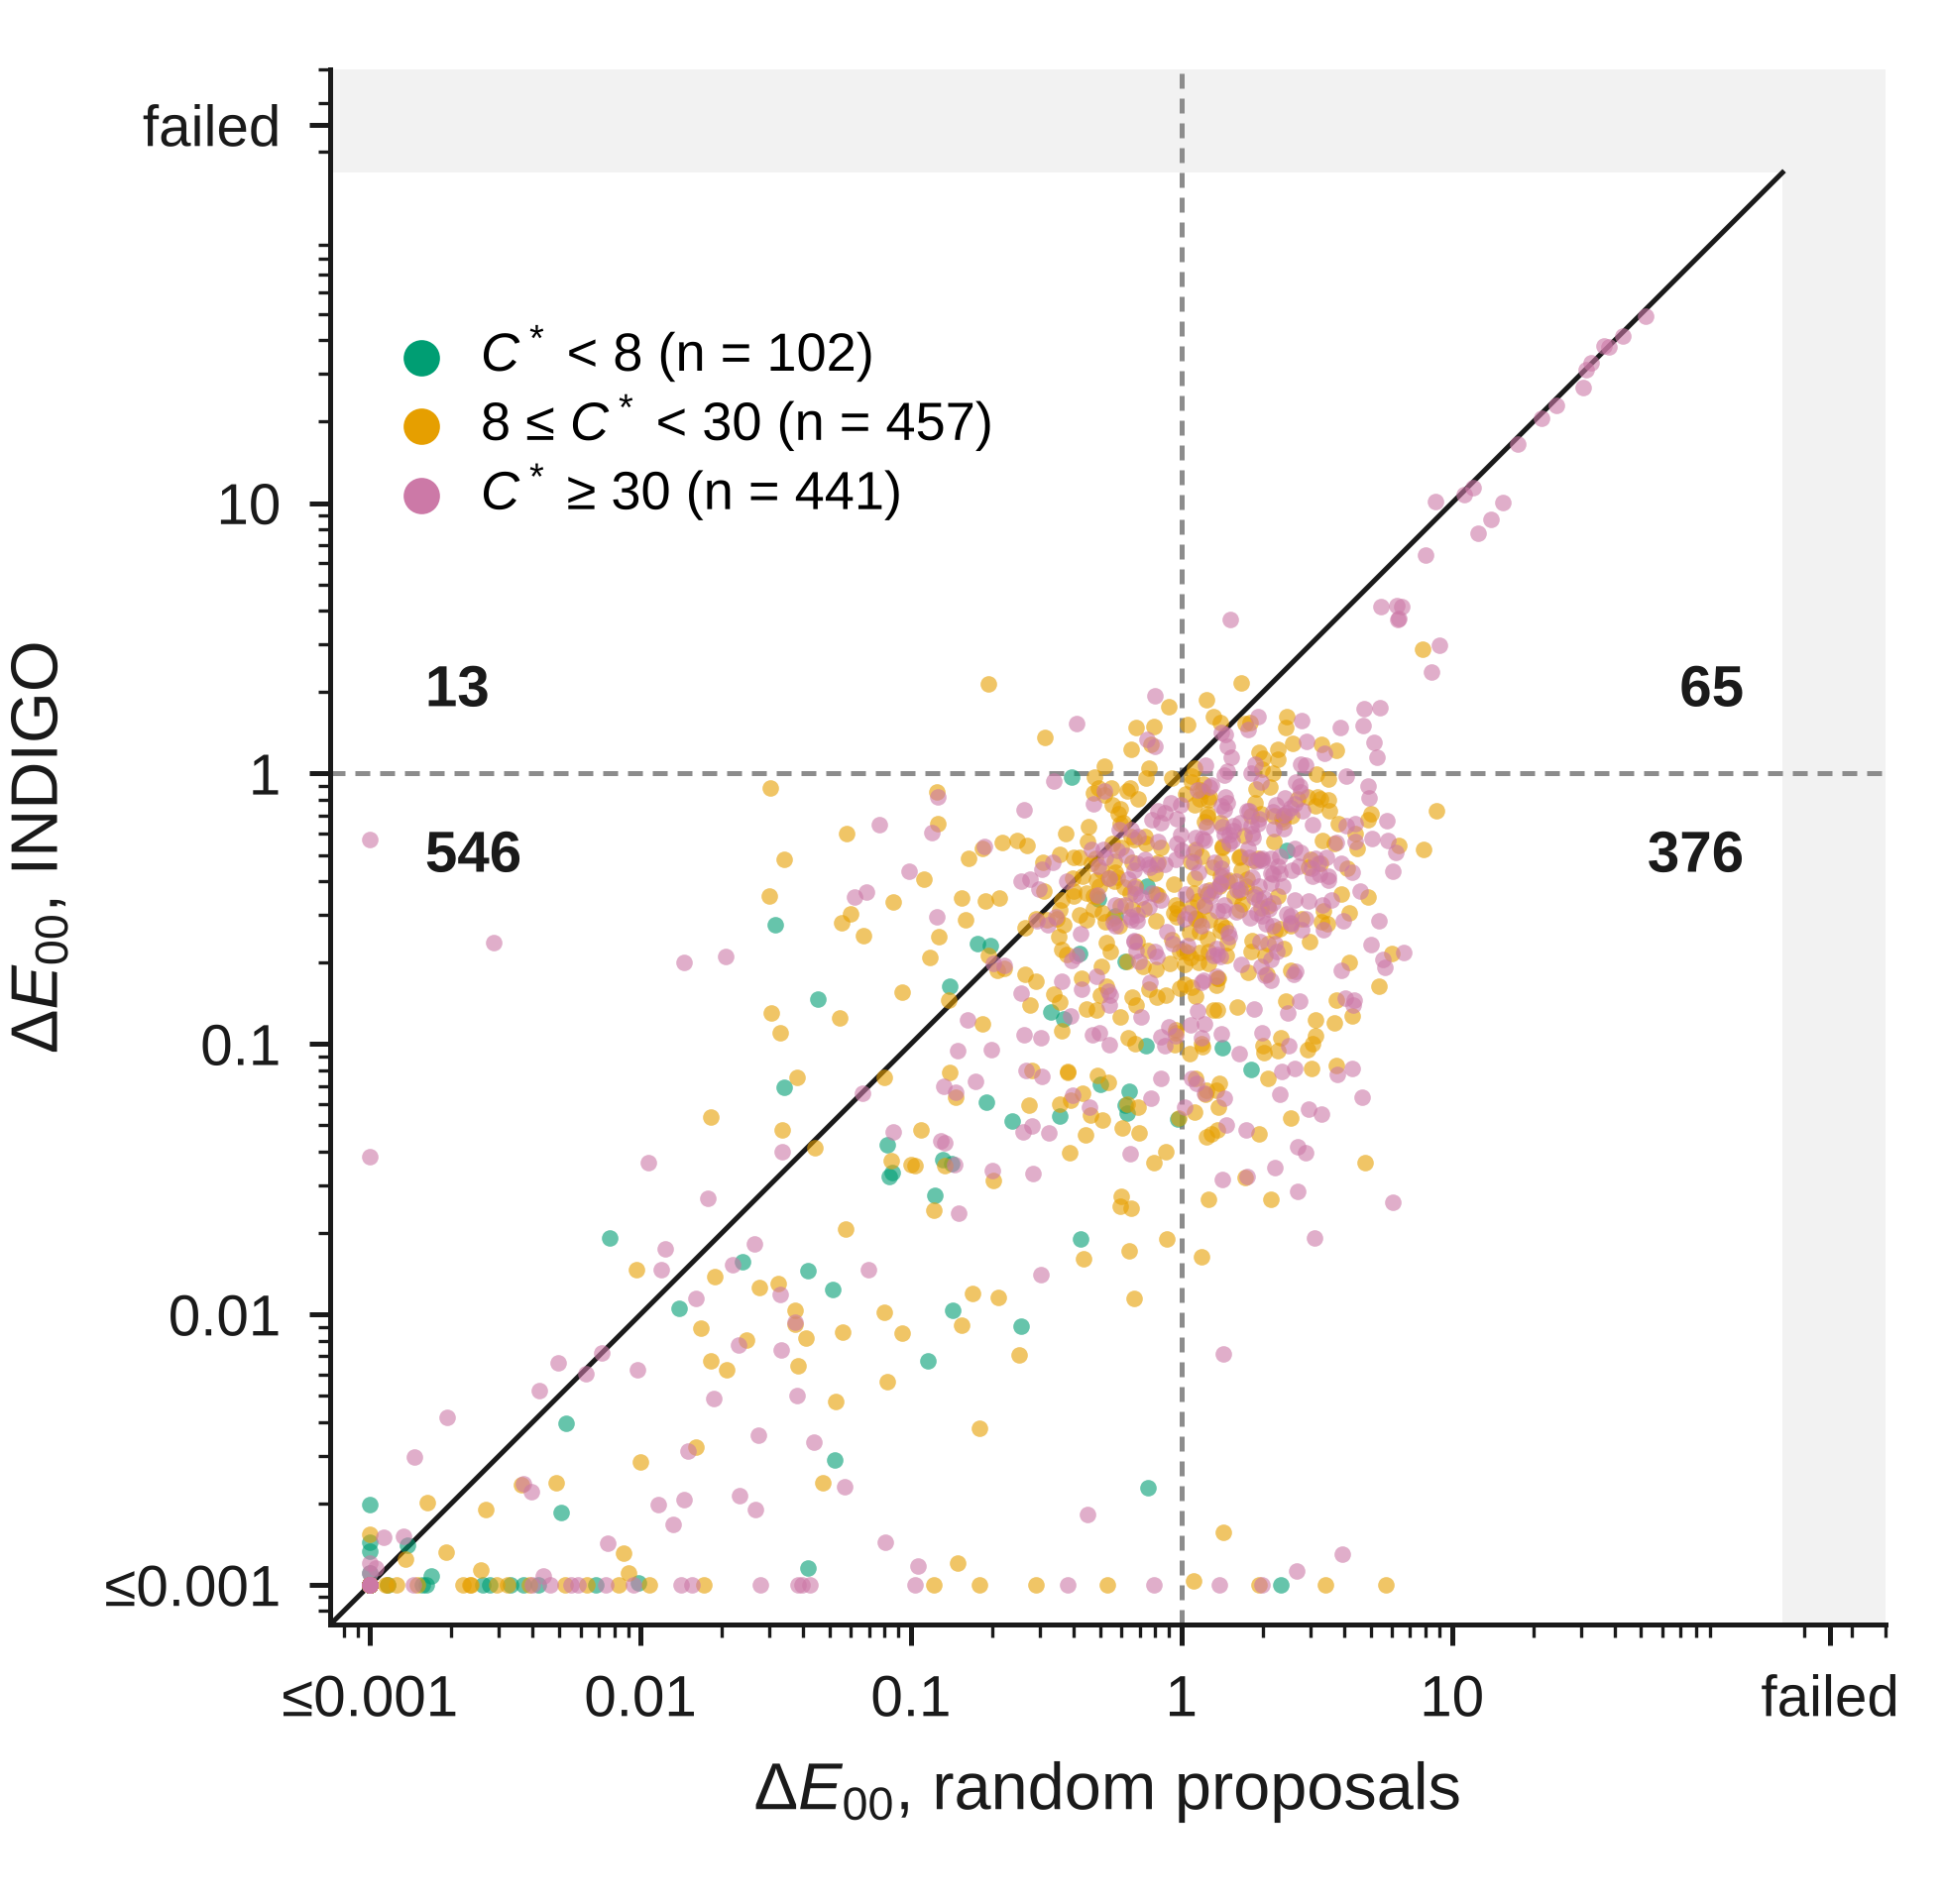 failed
C* < 8 (n = 102)
8 ≤ C* < 30 (n = 457)
C* ≥ 30 (n = 441)
10
13
65
1
546
376
0.1
0.01
≤0.001
ΔE00, INDIGO
≤0.001 0.01 0.1 1 10 failed
ΔE00, random proposals